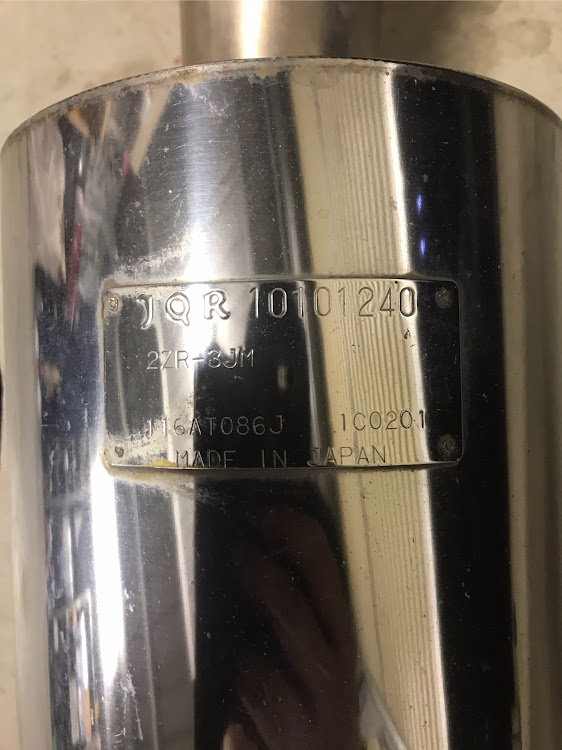 JQR 10101240
2ZR-3JM
116AT086J 1C0201
MADE IN JAPAN